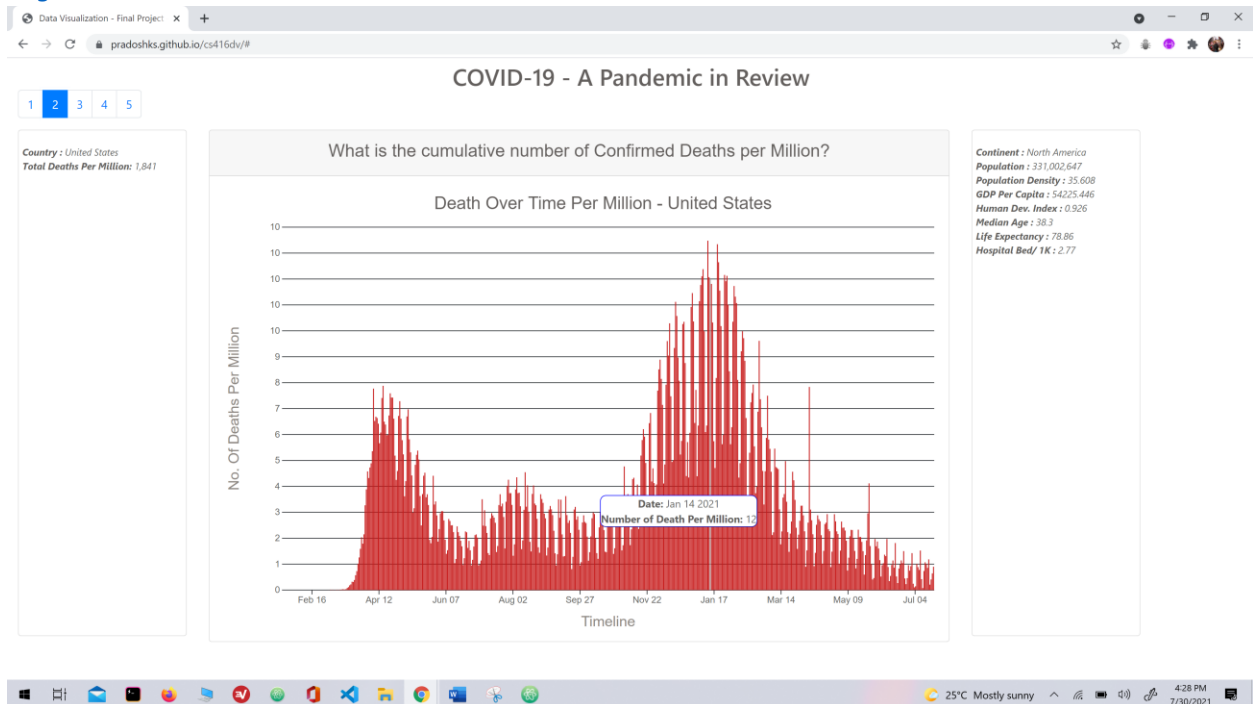 Data Visualization - Final Project
pradoshks.github.io/cs416dv/#
COVID-19 - A Pandemic in Review
1 2 3 4 5
Country : United States
Total Deaths Per Million: 1,841
What is the cumulative number of Confirmed Deaths per Million?
Death Over Time Per Million - United States
10
10
10
10
10
9
8
7
6
5
4
3
2
1
0
No. Of Deaths Per Million
Date: Jan 14 2021
Number of Death Per Million: 12
Feb 16 Apr 12 Jun 07 Aug 02 Sep 27 Nov 22 Jan 17 Mar 14 May 09 Jul 04
Timeline
Continent : North America
Population : 331,002,647
Population Density : 35.608
GDP Per Capita : 54225.446
Human Dev. Index : 0.926
Median Age : 38.3
Life Expectancy : 78.86
Hospital Bed/ 1K : 2.77
25°C Mostly sunny
4:28 PM
7/30/2021